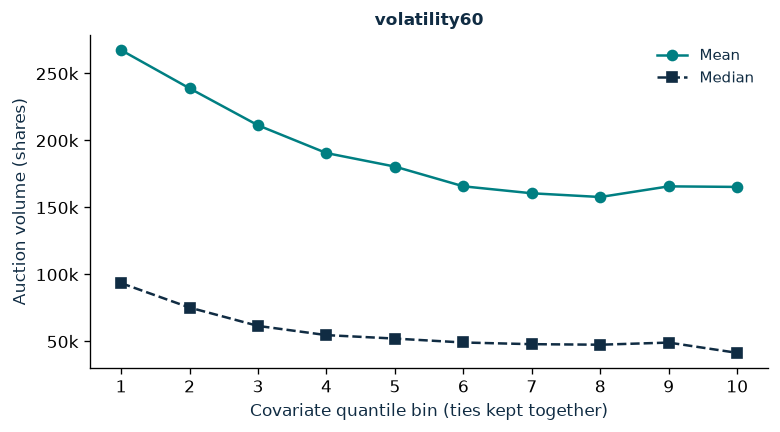 volatility60
Mean
Median
Auction volume (shares)
250k
200k
150k
100k
50k
1 2 3 4 5 6 7 8 9 10
Covariate quantile bin (ties kept together)